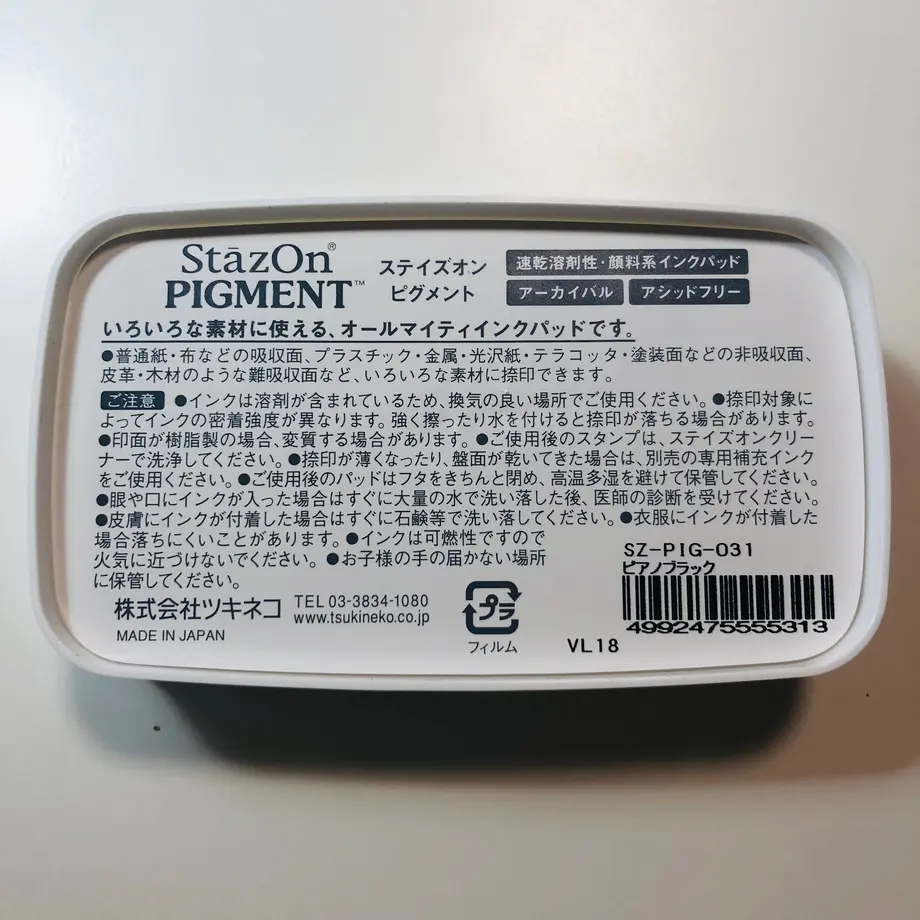 StāzOn®
PIGMENT™
ステイズオン
ピグメント
速乾溶剤性・顔料系インクパッド
アーカイバル アシッドフリー
いろいろな素材に使える、オールマイティインクパッドです。
●普通紙・布などの吸収面、プラスチック・金属・光沢紙・テラコッタ・塗装面などの非吸収面、
皮革・木材のような難吸収面など、いろいろな素材に捺印できます。
ご注意 ●インクは溶剤が含まれているため、換気の良い場所でご使用ください。●捺印対象に
よってインクの密着強度が異なります。強く擦ったり水を付けると捺印が落ちる場合があります。
●印面が樹脂製の場合、変質する場合があります。●ご使用後のスタンプは、ステイズオンクリー
ナーで洗浄してください。●捺印が薄くなったり、盤面が乾いてきた場合は、別売の専用補充インク
をご使用ください。●ご使用後のパッドはフタをきちんと閉め、高温多湿を避けて保管してください。
●眼や口にインクが入った場合はすぐに大量の水で洗い落した後、医師の診断を受けてください。
●皮膚にインクが付着した場合はすぐに石鹸等で洗い落してください。●衣服にインクが付着した
場合落ちにくいことがあります。●インクは可燃性ですので
火気に近づけないでください。●お子様の手の届かない場所
に保管してください。
SZ-PIG-031
ピアノブラック
4992475555313
株式会社ツキネコ
TEL 03-3834-1080
www.tsukineko.co.jp
MADE IN JAPAN
プラ
フィルム
VL18